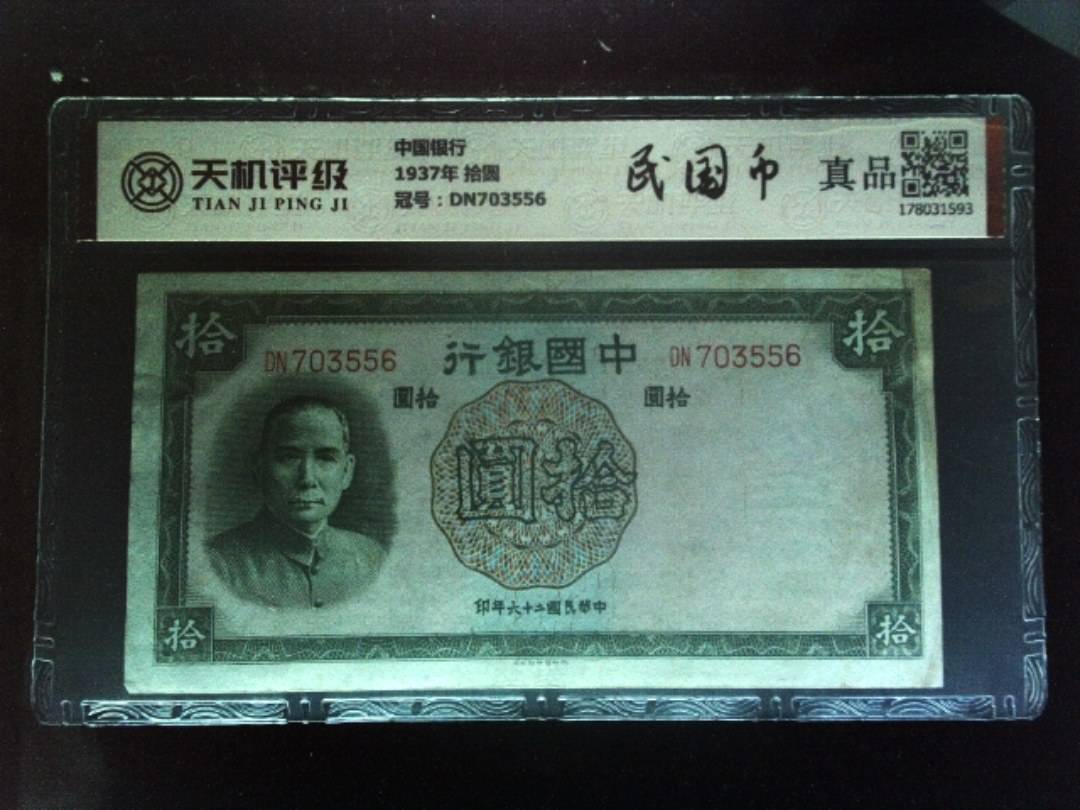 天机评级
TIAN JI PING JI
中国银行
1937年 拾圆
冠号：DN703556
民国币
真品
178031593
拾
拾
DN703556
行銀國中
DN703556
圓拾
圓拾
圓拾
印年六十二國民華中
拾
拾